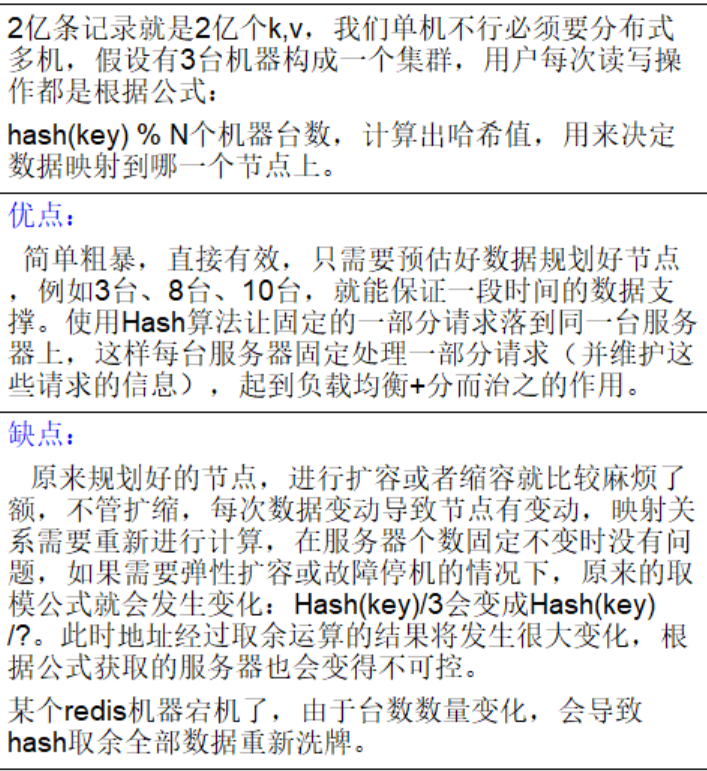 2亿条记录就是2亿个k,v，我们单机不行必须要分布式
多机，假设有3台机器构成一个集群，用户每次读写操
作都是根据公式：
hash(key) % N个机器台数，计算出哈希值，用来决定
数据映射到哪一个节点上。
优点：
简单粗暴，直接有效，只需要预估好数据规划好节点
，例如3台、8台、10台，就能保证一段时间的数据支
撑。使用Hash算法让固定的一部分请求落到同一台服务
器上，这样每台服务器固定处理一部分请求（并维护这
些请求的信息），起到负载均衡+分而治之的作用。
缺点：
原来规划好的节点，进行扩容或者缩容就比较麻烦了
额，不管扩缩，每次数据变动导致节点有变动，映射关
系需要重新进行计算，在服务器个数固定不变时没有问
题，如果需要弹性扩容或故障停机的情况下，原来的取
模公式就会发生变化：Hash(key)/3会变成Hash(key)
/?。此时地址经过取余运算的结果将发生很大变化，根
据公式获取的服务器也会变得不可控。
某个redis机器宕机了，由于台数数量变化，会导致
hash取余全部数据重新洗牌。